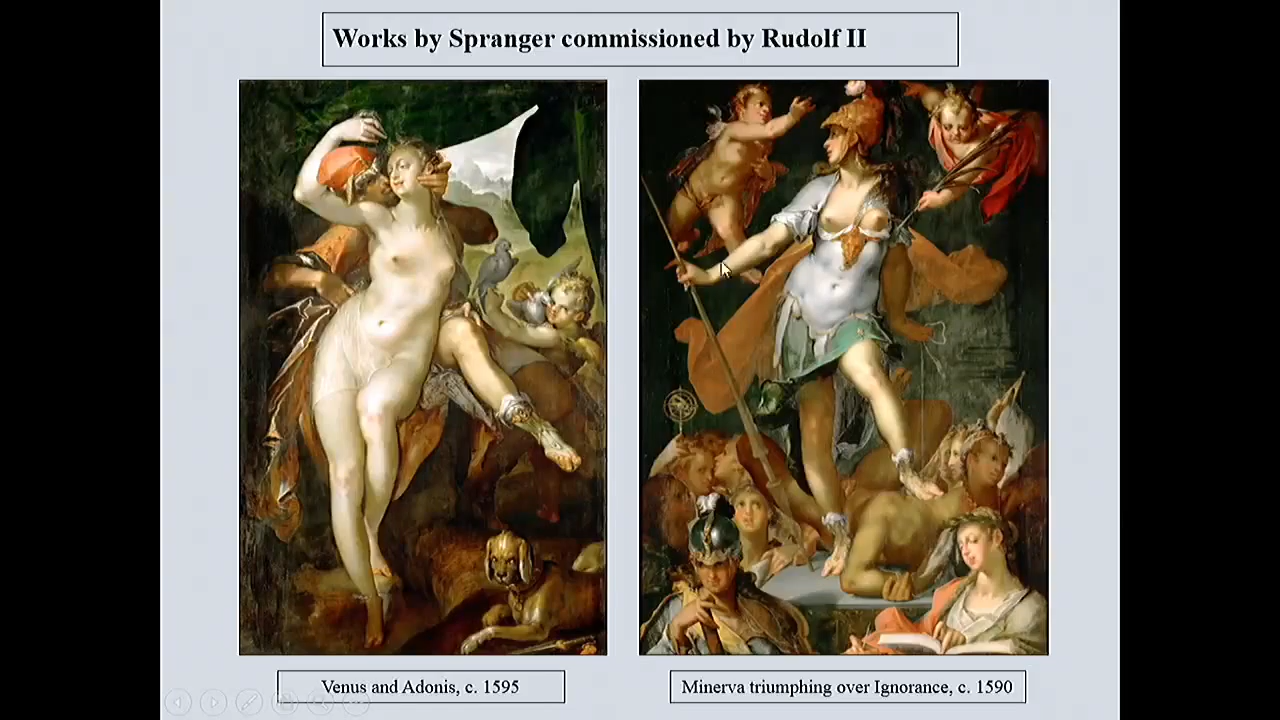 Works by Spranger commissioned by Rudolf II
Venus and Adonis, c. 1595
Minerva triumphing over Ignorance, c. 1590